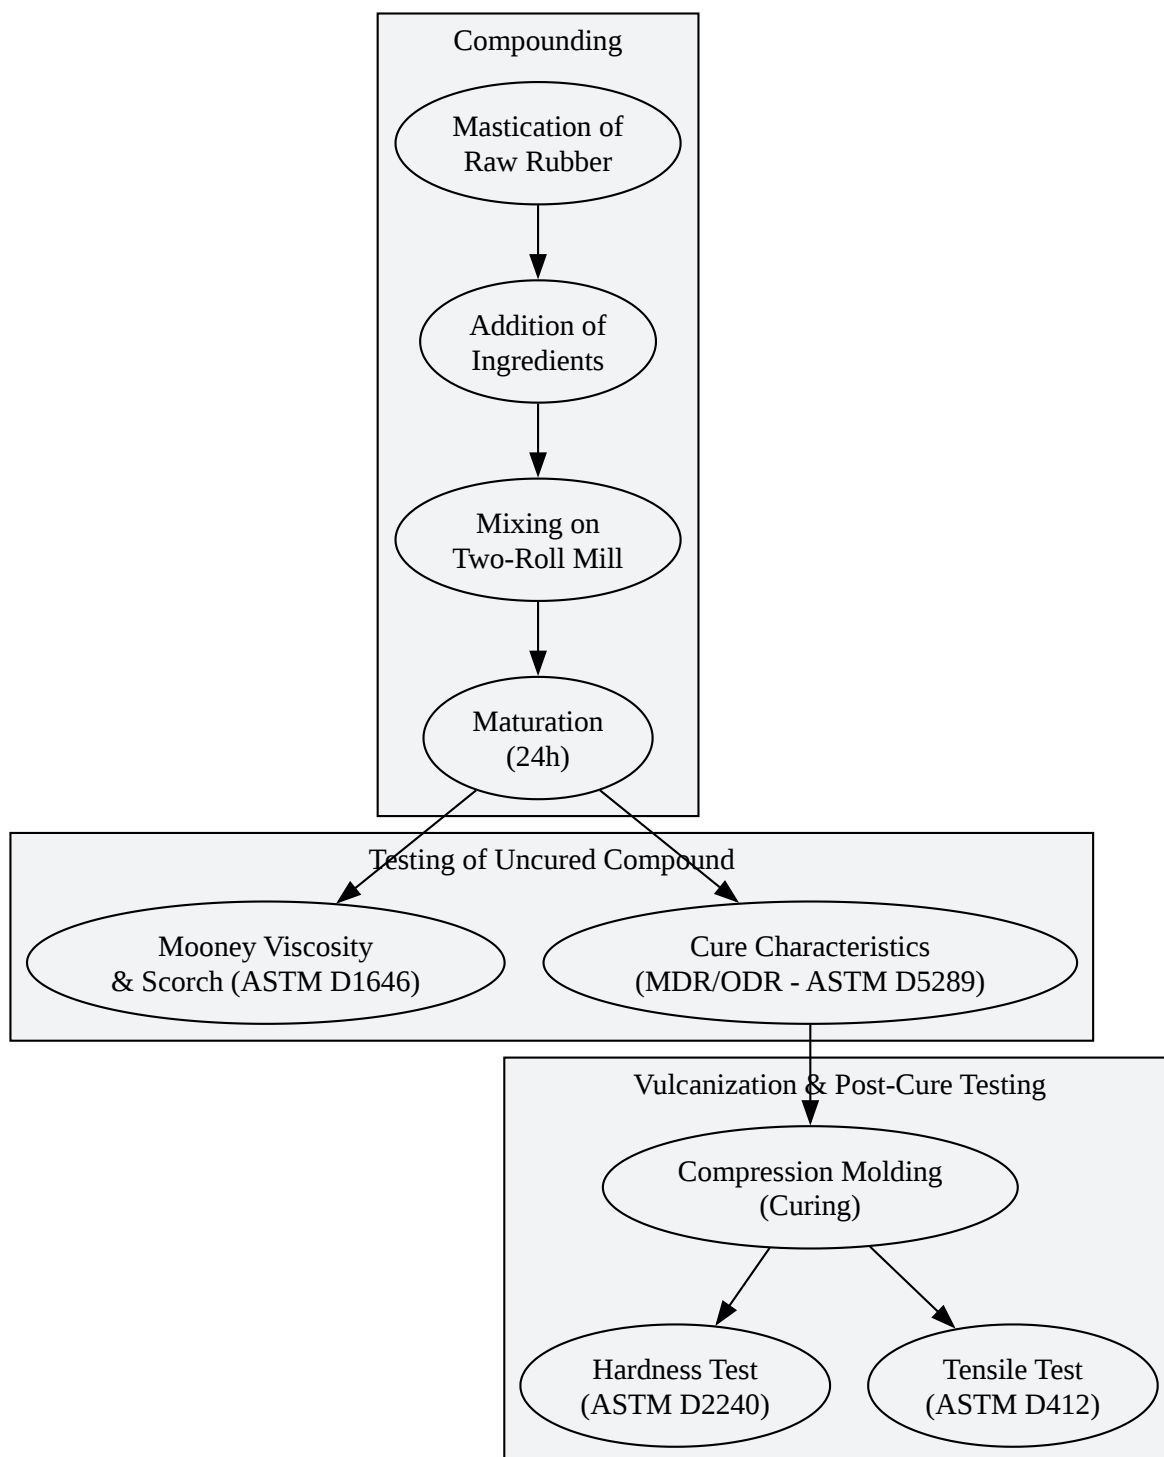 Compounding
Mastication of
Raw Rubber
Addition of
Ingredients
Mixing on
Two-Roll Mill
Maturation
(24h)
Testing of Uncured Compound
Mooney Viscosity
& Scorch (ASTM D1646)
Cure Characteristics
(MDR/ODR - ASTM D5289)
Vulcanization & Post-Cure Testing
Compression Molding
(Curing)
Hardness Test
(ASTM D2240)
Tensile Test
(ASTM D412)